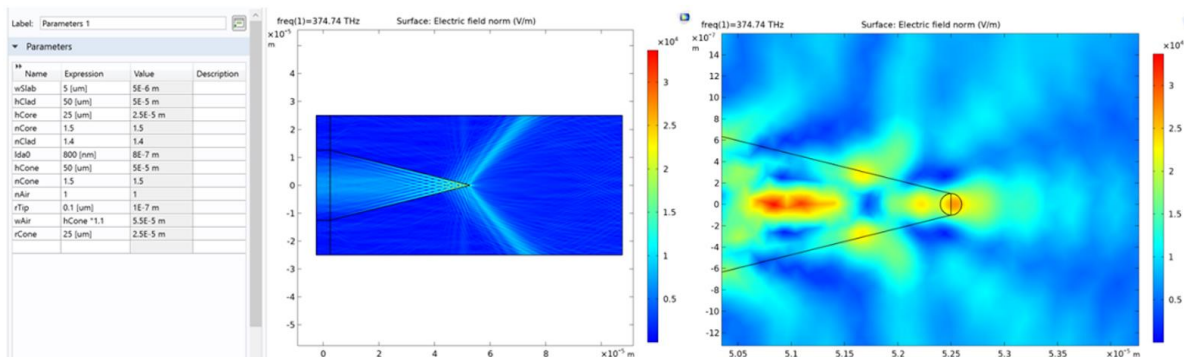 Label: Parameters 1
Parameters
Name Expression Value Description
wSlab 5 [um] 5E-6 m
hClad 50 [um] 5E-5 m
hCore 25 [um] 2.5E-5 m
nCore 1.5 1.5
nClad 1.4 1.4
lda0 800 [nm] 8E-7 m
hCone 50 [um] 5E-5 m
nCone 1.5 1.5
nAir 1 1
rTip 0.1 [um] 1E-7 m
wAir hCone *1.1 5.5E-5 m
rCone 25 [um] 2.5E-5 m
freq(1)=374.74 THz Surface: Electric field norm (V/m)
×10⁻⁵
m
5
4
3
2
1
0
-1
-2
-3
-4
-5
0 5 10 ×10⁻⁵ m
×10⁶
3
2.5
2
1.5
1
0.5
freq(1)=374.74 THz Surface: Electric field norm (V/m)
×10⁻⁷
m
14
12
10
8
6
4
2
0
-2
-4
-6
-8
-10
-12
5.05 5.1 5.15 5.2 5.25 5.3 5.35 ×10⁻⁵ m
×10⁶
3
2.5
2
1.5
1
0.5